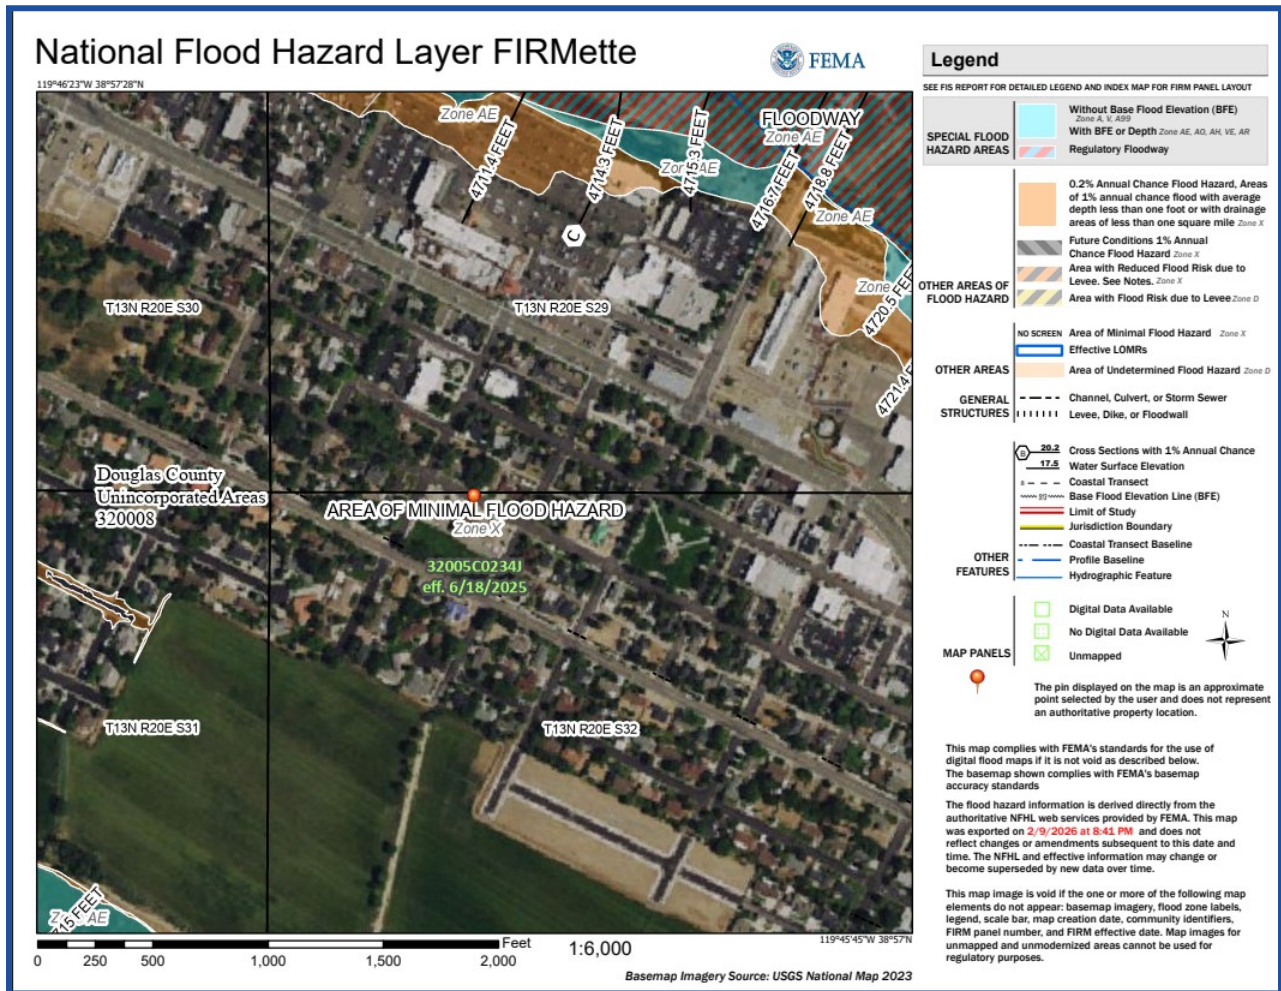 National Flood Hazard Layer FIRMette
FEMA
119°46'23"W 38°57'28"N
Zone AE
4711.4 FEET
4714.3 FEET
4715.3 FEET
Zone AE
FLOODWAY
Zone AE
4716.7 FEET
4718.8 FEET
Zone AE
C
Zone
4720.5 FEE
4721.4 F
T13N R20E S30
T13N R20E S29
Douglas County
Unincorporated Areas
320008
AREA OF MINIMAL FLOOD HAZARD
Zone X
32005C0234J
eff. 6/18/2025
T13N R20E S31
T13N R20E S32
Zone AE
715 FEET
Feet
0 250 500 1,000 1,500 2,000
1:6,000
119°45'45"W 38°57'N
Basemap Imagery Source: USGS National Map 2023
Legend
SEE FIS REPORT FOR DETAILED LEGEND AND INDEX MAP FOR FIRM PANEL LAYOUT
SPECIAL FLOOD
HAZARD AREAS
Without Base Flood Elevation (BFE)
Zone A, V, A99
With BFE or Depth Zone AE, AO, AH, VE, AR
Regulatory Floodway
0.2% Annual Chance Flood Hazard, Areas
of 1% annual chance flood with average
depth less than one foot or with drainage
areas of less than one square mile Zone X
Future Conditions 1% Annual
Chance Flood Hazard Zone X
Area with Reduced Flood Risk due to
Levee. See Notes. Zone X
Area with Flood Risk due to Levee Zone D
OTHER AREAS OF
FLOOD HAZARD
NO SCREEN Area of Minimal Flood Hazard Zone X
Effective LOMRs
OTHER AREAS
Area of Undetermined Flood Hazard Zone D
GENERAL
STRUCTURES
Channel, Culvert, or Storm Sewer
Levee, Dike, or Floodwall
B 20.2 Cross Sections with 1% Annual Chance
17.5 Water Surface Elevation
8 Coastal Transect
513 Base Flood Elevation Line (BFE)
Limit of Study
Jurisdiction Boundary
Coastal Transect Baseline
OTHER
FEATURES
Profile Baseline
Hydrographic Feature
Digital Data Available
No Digital Data Available
Unmapped
MAP PANELS
N
The pin displayed on the map is an approximate
point selected by the user and does not represent
an authoritative property location.
This map complies with FEMA's standards for the use of
digital flood maps if it is not void as described below.
The basemap shown complies with FEMA's basemap
accuracy standards
The flood hazard information is derived directly from the
authoritative NFHL web services provided by FEMA. This map
was exported on 2/9/2026 at 8:41 PM and does not
reflect changes or amendments subsequent to this date and
time. The NFHL and effective information may change or
become superseded by new data over time.
This map image is void if the one or more of the following map
elements do not appear: basemap imagery, flood zone labels,
legend, scale bar, map creation date, community identifiers,
FIRM panel number, and FIRM effective date. Map images for
unmapped and unmodernized areas cannot be used for
regulatory purposes.